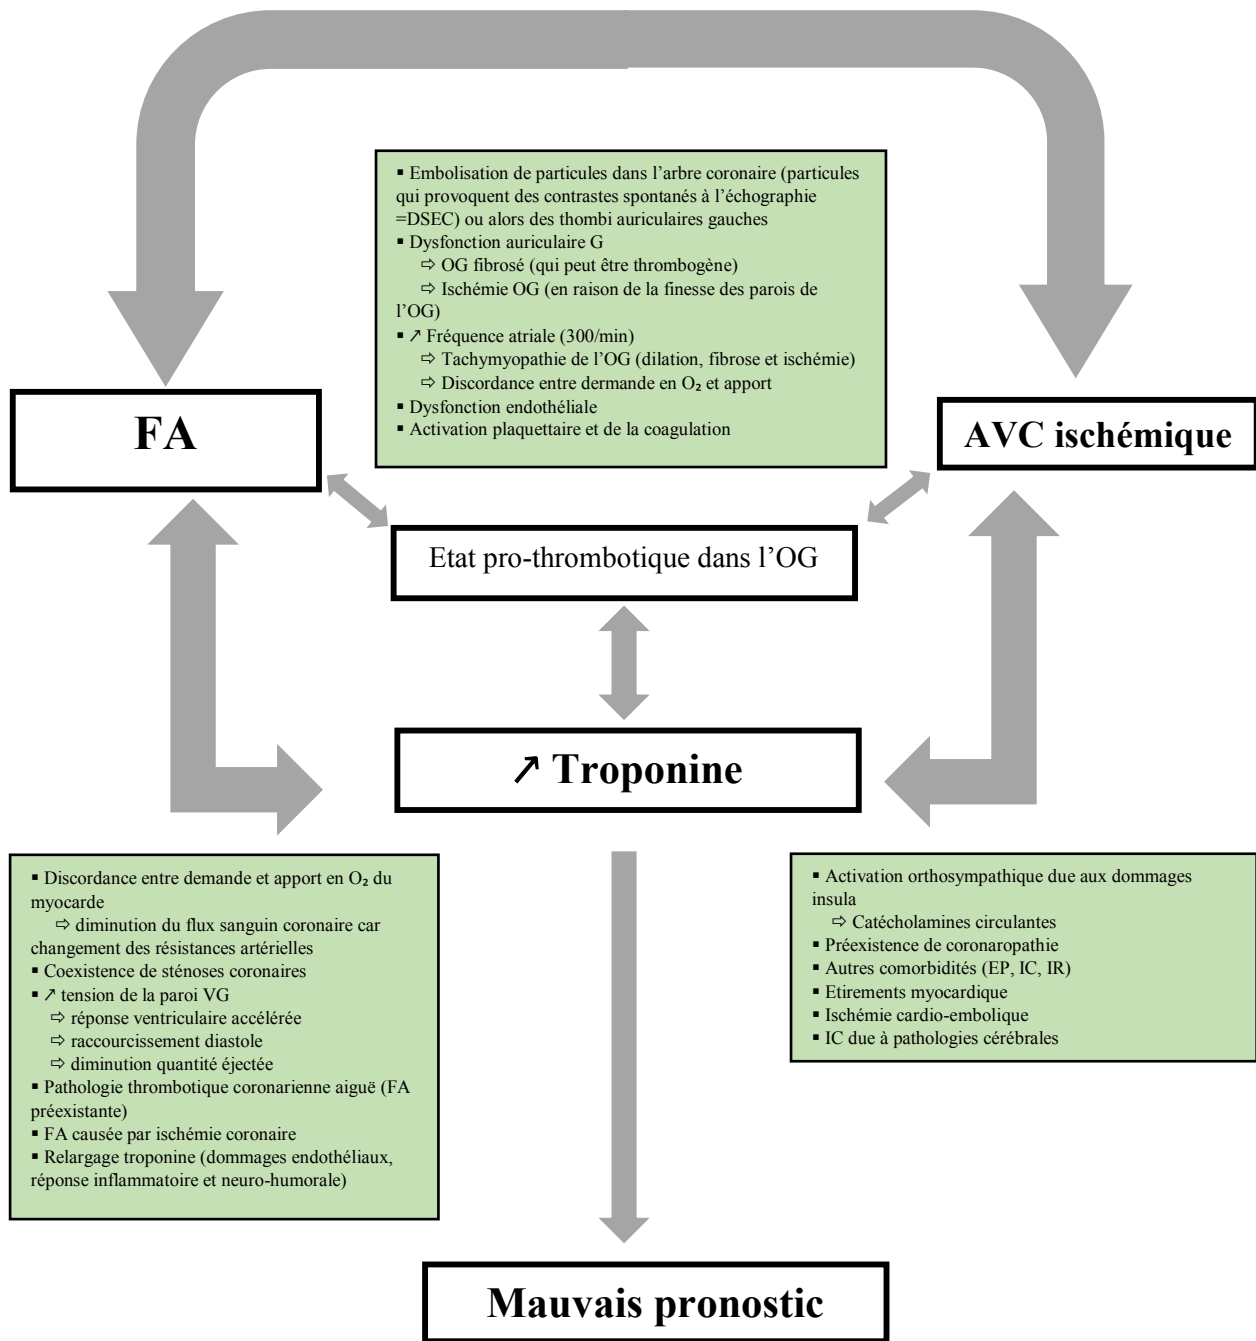 ▪ Embolisation de particules dans l'arbre coronaire (particules
qui provoquent des contrastes spontanés à l'échographie
=DSEC) ou alors des thombi auriculaires gauches
▪ Dysfonction auriculaire G
⇨ OG fibrosé (qui peut être thrombogène)
⇨ Ischémie OG (en raison de la finesse des parois de
l'OG)
▪ ↗ Fréquence atriale (300/min)
⇨ Tachymyopathie de l'OG (dilation, fibrose et ischémie)
⇨ Discordance entre dermande en O₂ et apport
▪ Dysfonction endothéliale
▪ Activation plaquettaire et de la coagulation
FA
AVC ischémique
Etat pro-thrombotique dans l'OG
↗ Troponine
▪ Discordance entre demande et apport en O₂ du
myocarde
⇨ diminution du flux sanguin coronaire car
changement des résistances artérielles
▪ Coexistence de sténoses coronaires
▪ ↗ tension de la paroi VG
⇨ réponse ventriculaire accélérée
⇨ raccourcissement diastole
⇨ diminution quantité éjectée
▪ Pathologie thrombotique coronarienne aiguë (FA
préexistante)
▪ FA causée par ischémie coronaire
▪ Relargage troponine (dommages endothéliaux,
réponse inflammatoire et neuro-humorale)
▪ Activation orthosympathique due aux dommages
insula
⇨ Catécholamines circulantes
▪ Préexistence de coronaropathie
▪ Autres comorbidités (EP, IC, IR)
▪ Etirements myocardique
▪ Ischémie cardio-embolique
▪ IC due à pathologies cérébrales
Mauvais pronostic